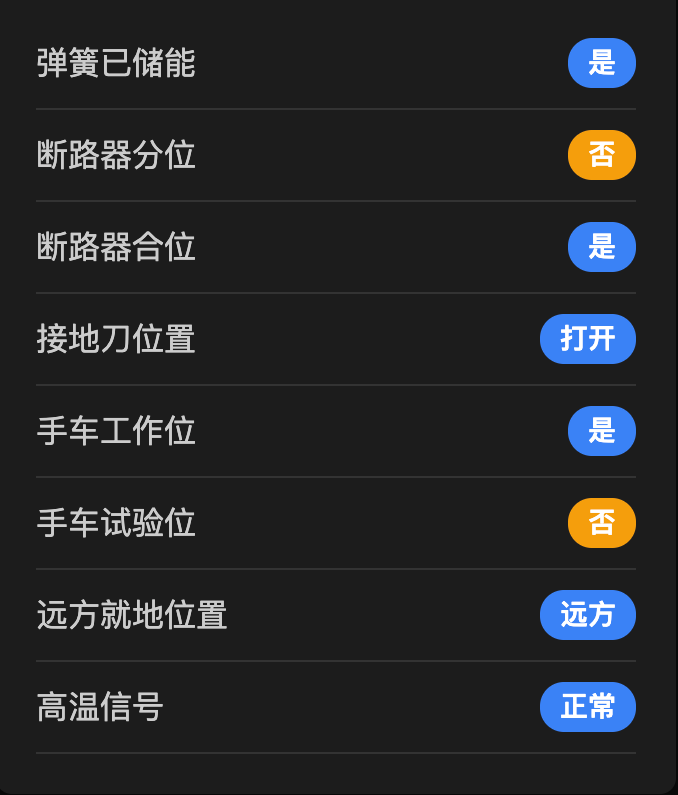 弹簧已储能 是
断路器分位 否
断路器合位 是
接地刀位置 打开
手车工作位 是
手车试验位 否
远方就地位置 远方
高温信号 正常